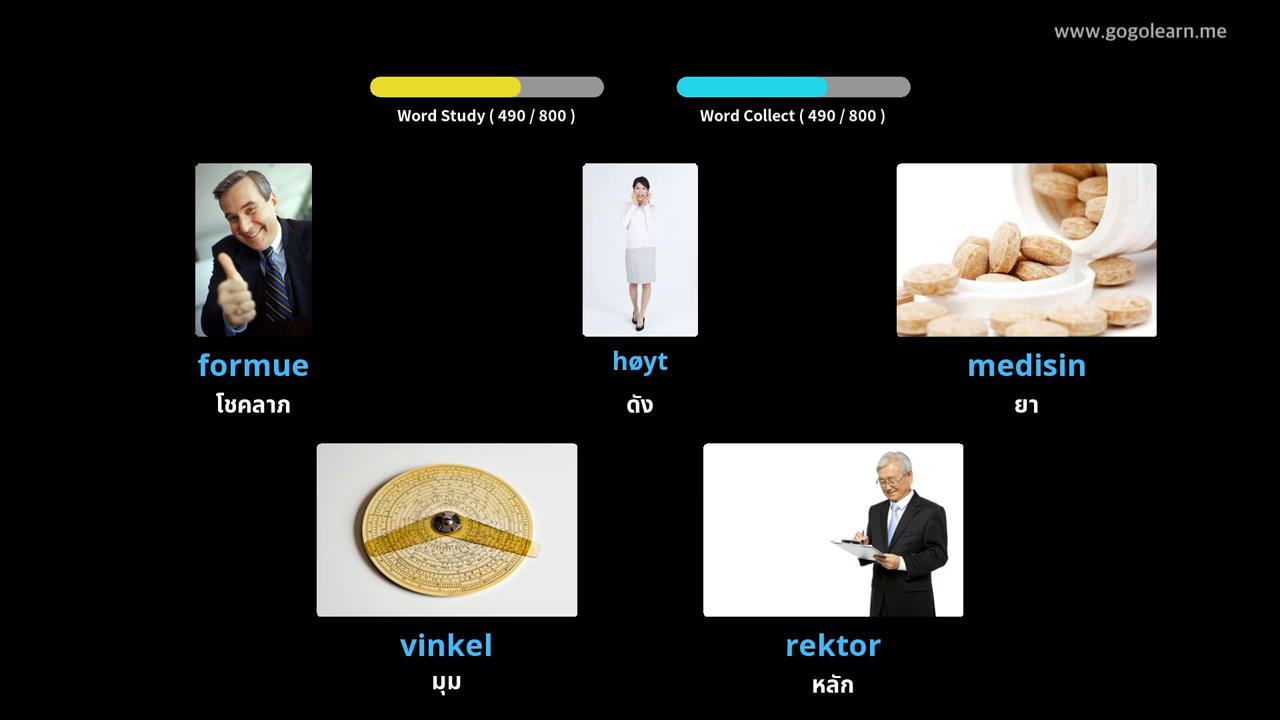 www.gogolearn.me
Word Study ( 490 / 800 )
Word Collect ( 490 / 800 )
formue
โชคลาภ
høyt
ดัง
medisin
ยา
vinkel
มุม
rektor
หลัก